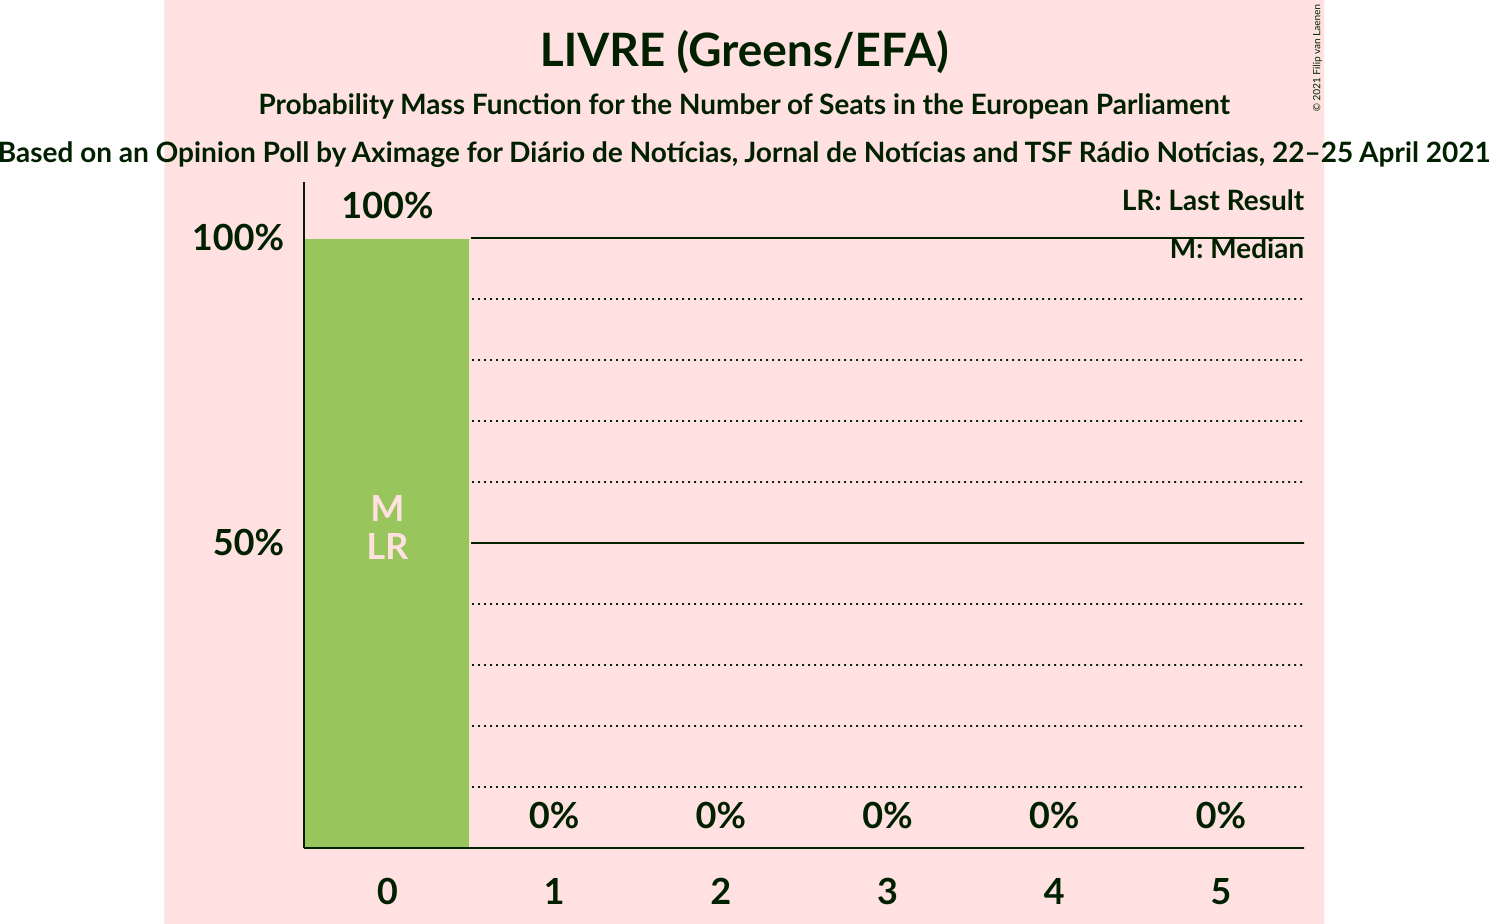 LIVRE (Greens/EFA)
Probability Mass Function for the Number of Seats in the European Parliament
Based on an Opinion Poll by Aximage for Diário de Notícias, Jornal de Notícias and TSF Rádio Notícias, 22–25 April 2021
© 2021 Filip van Laenen
LR: Last Result
M: Median
100%
100%
50%
M
LR
0% 0% 0% 0% 0%
0 1 2 3 4 5